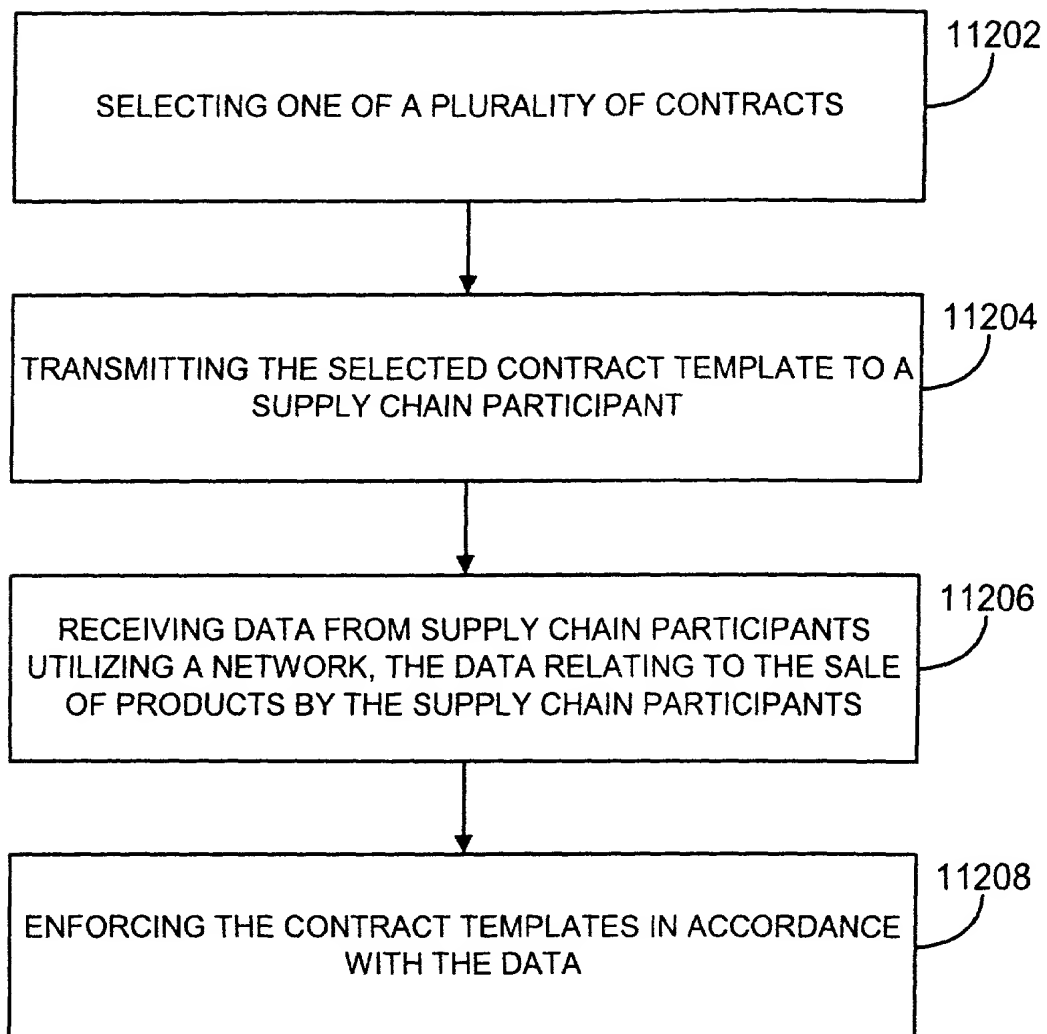 11202
SELECTING ONE OF A PLURALITY OF CONTRACTS
11204
TRANSMITTING THE SELECTED CONTRACT TEMPLATE TO A
SUPPLY CHAIN PARTICIPANT
11206
RECEIVING DATA FROM SUPPLY CHAIN PARTICIPANTS
UTILIZING A NETWORK, THE DATA RELATING TO THE SALE
OF PRODUCTS BY THE SUPPLY CHAIN PARTICIPANTS
11208
ENFORCING THE CONTRACT TEMPLATES IN ACCORDANCE
WITH THE DATA